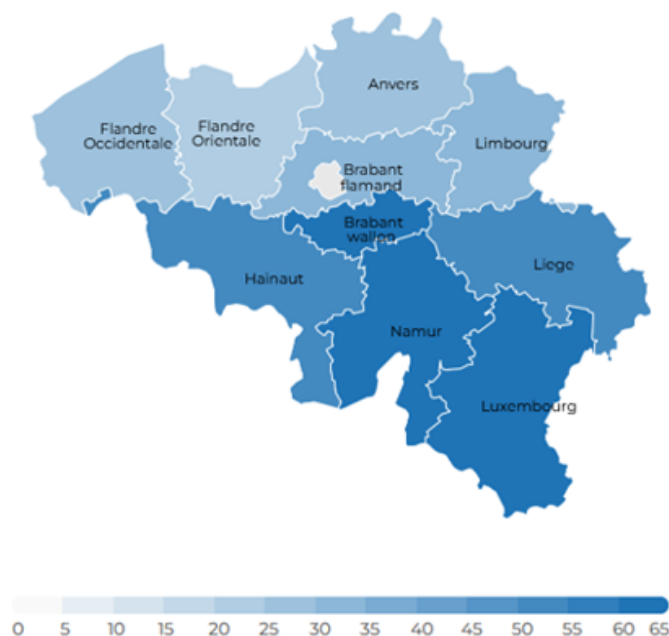 Anvers
Flandre
Occidentale
Flandre
Orientale
Limbourg
Brabant
flamand
Brabant
wallon
Liege
Hainaut
Namur
Luxembourg
0 5 10 15 20 25 30 35 40 45 50 55 60 65